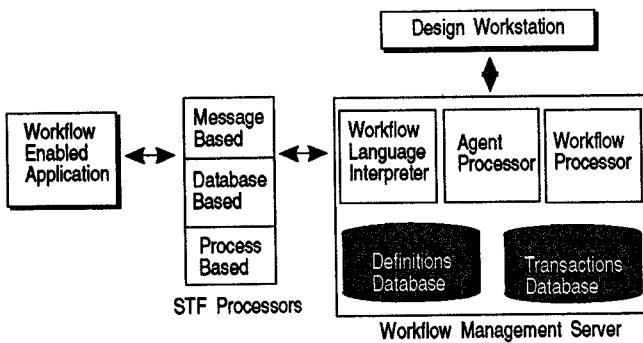 Design Workstation
Workflow
Enabled
Application
Message
Based
Database
Based
Process
Based
STF Processors
Workflow
Language
Interpreter
Agent
Processor
Workflow
Processor
Definitions
Database
Transactions
Database
Workflow Management Server